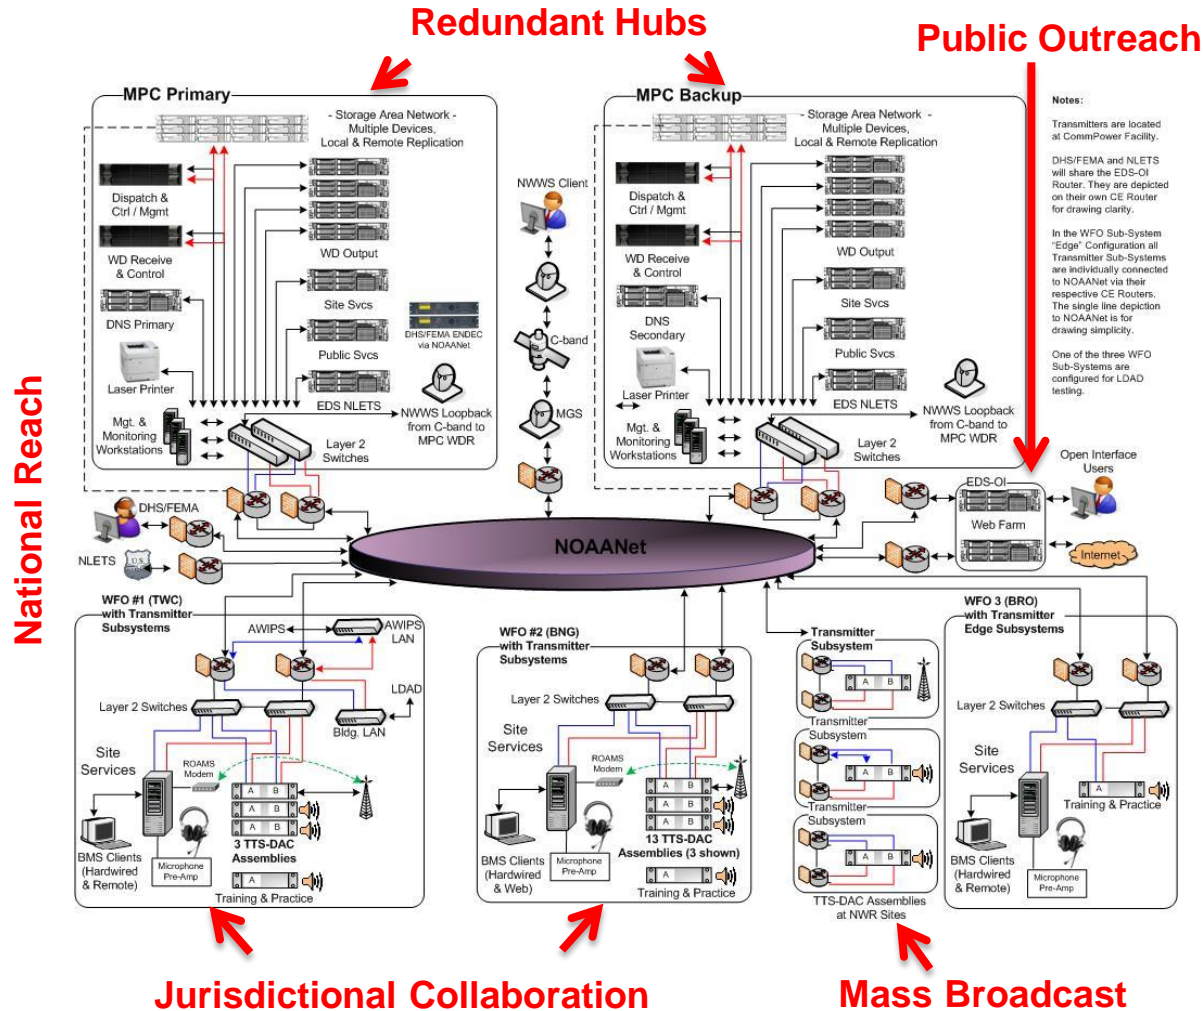 Redundant Hubs
Public Outreach
National Reach
MPC Primary
- Storage Area Network -
Multiple Devices,
Local & Remote Replication
Dispatch &
Ctrl / Mgmt
WD Receive
& Control
DNS Primary
Laser Printer
Mgt. &
Monitoring
Workstations
WD Output
Site Svcs
DHS/FEMA ENDEC
via NOAANet
Public Svcs
EDS NLETS
NWWS Loopback
from C-band to
MPC WDR
Layer 2
Switches
NWWS Client
C-band
MGS
MPC Backup
- Storage Area Network -
Multiple Devices,
Local & Remote Replication
Dispatch &
Ctrl / Mgmt
WD Receive
& Control
DNS
Secondary
Laser Printer
Mgt. &
Monitoring
Workstations
WD Output
Site Svcs
Public Svcs
EDS NLETS
NWWS Loopback
from C-band to
MPC WDR
Layer 2
Switches
Notes:
Transmitters are located
at CommPower Facility.
DHS/FEMA and NLETS
will share the EDS-OI
Router. They are depicted
on their own CE Router
for drawing clarity.
In the WFO Sub-System
“Edge” Configuration all
Transmitter Sub-Systems
are individually connected
to NOAANet via their
respective CE Routers.
The single line depiction
to NOAANet is for
drawing simplicity.
One of the three WFO
Sub-Systems are
configured for LDAD
testing.
Open Interface
Users
EDS-OI
Web Farm
Internet
DHS/FEMA
NLETS
U.S.
NOAANet
WFO #1 (TWC)
with Transmitter
Subsystems
AWIPS
AWIPS
LAN
LDAD
Layer 2 Switches
Bldg. LAN
Site
Services
ROAMS
Modem
A B
A B
A B
3 TTS-DAC
Assemblies
BMS Clients
(Hardwired
& Remote)
Microphone
Pre-Amp
A
Training & Practice
WFO #2 (BNG)
with Transmitter
Subsystems
Layer 2 Switches
Site
Services
ROAMS
Modem
A B
A B
A B
13 TTS-DAC
Assemblies (3 shown)
BMS Clients
(Hardwired
& Web)
Microphone
Pre-Amp
A
Training & Practice
Transmitter
Subsystem
A B
Transmitter
Subsystem
A B
Transmitter
Subsystem
A B
TTS-DAC Assemblies
at NWR Sites
WFO 3 (BRO)
with Transmitter
Edge Subsystems
Layer 2 Switches
Site
Services
A
Training & Practice
BMS Clients
(Hardwired
& Remote)
Microphone
Pre-Amp
Jurisdictional Collaboration
Mass Broadcast